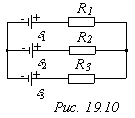 - + R1
ℰ1
- + R2
ℰ2
- + R3
ℰ3
Рис. 19.10